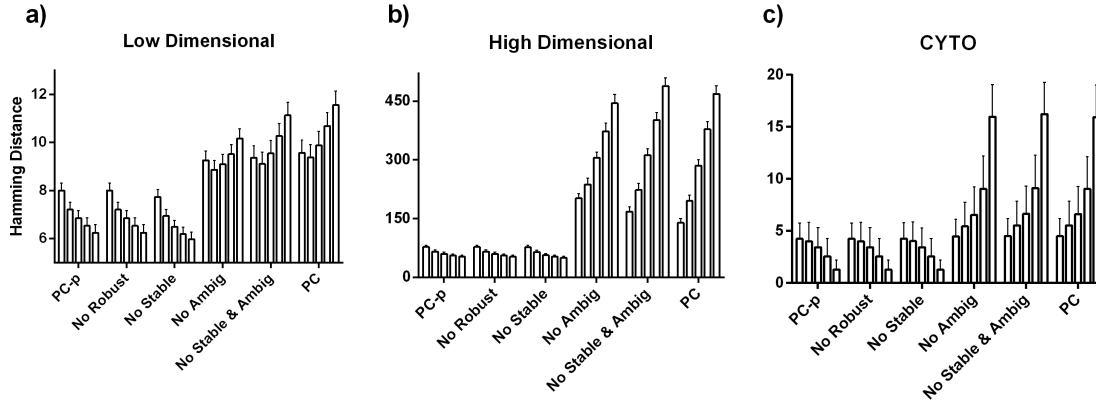 a)
Low Dimensional
Hamming Distance
12
10
8
6
PC-p
No Robust
No Stable
No Ambig
No Stable & Ambig
PC
b)
High Dimensional
450
300
150
0
PC-p
No Robust
No Stable
No Ambig
No Stable & Ambig
PC
c)
CYTO
20
15
10
5
0
PC-p
No Robust
No Stable
No Ambig
No Stable & Ambig
PC